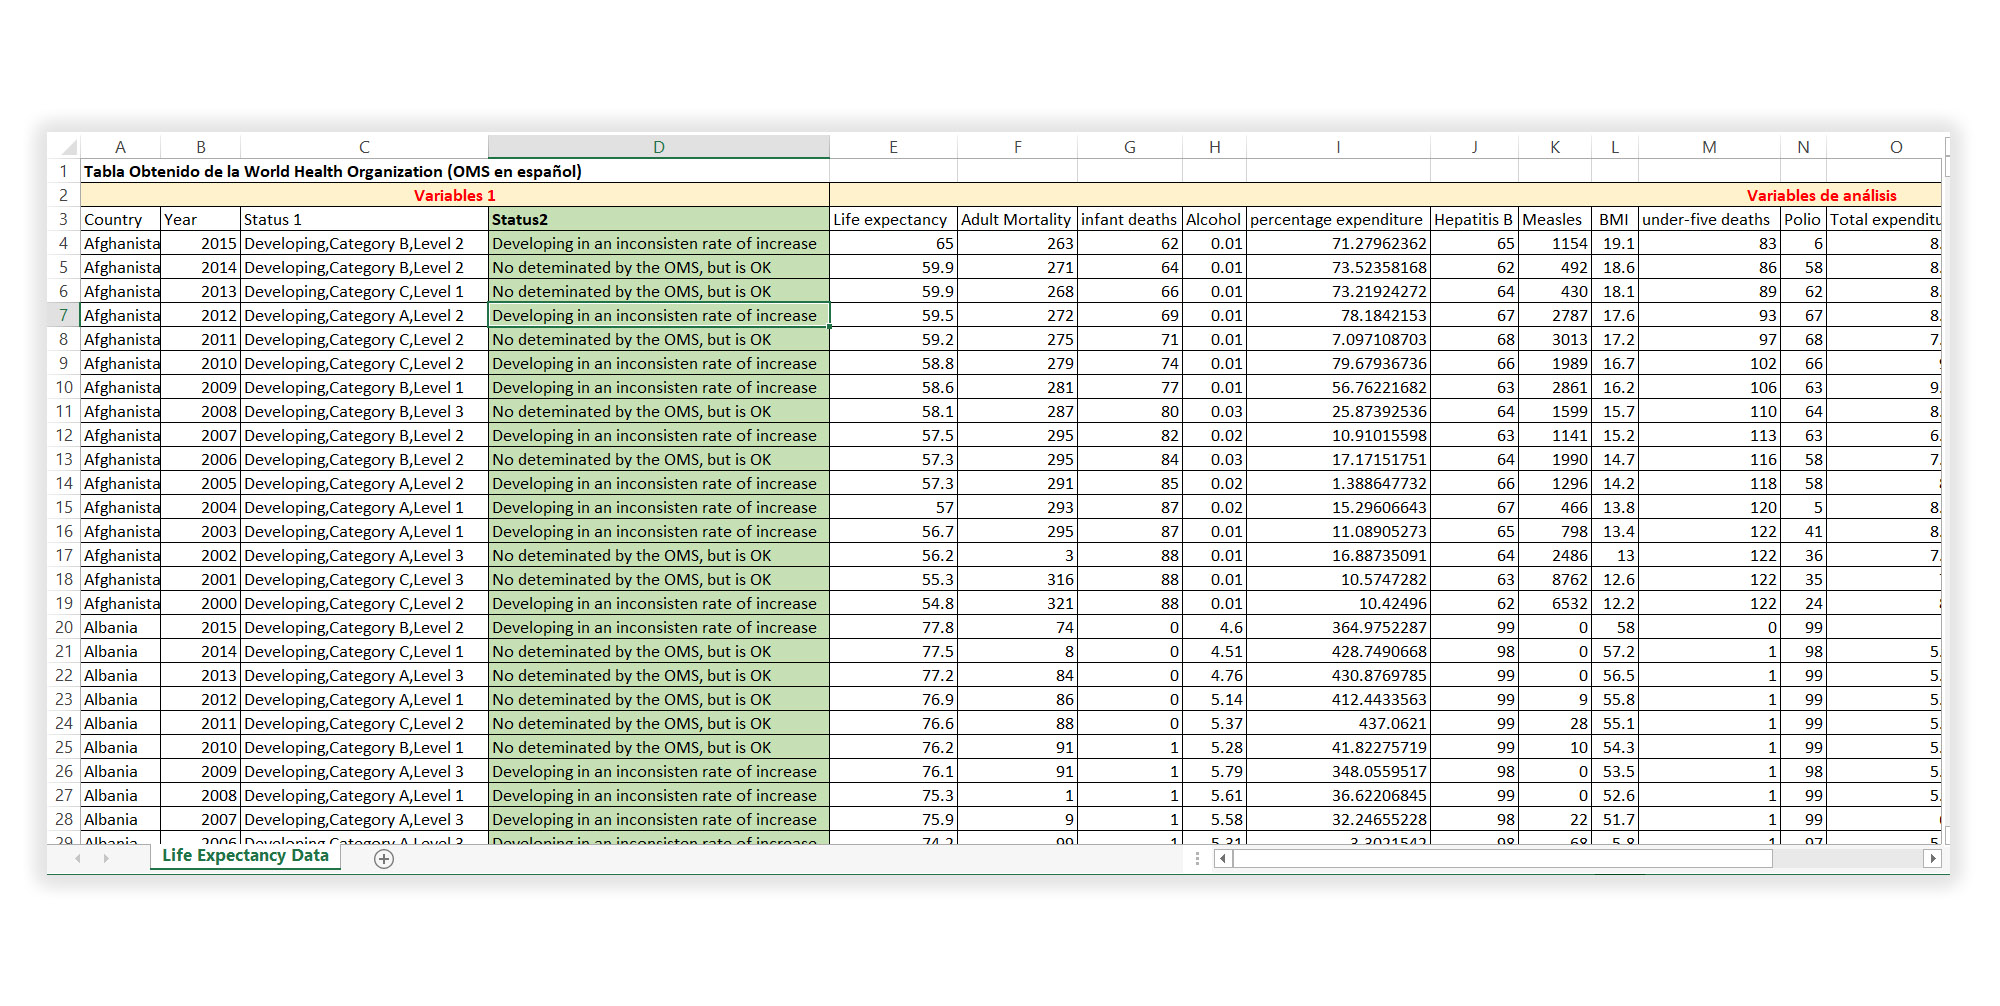 A B C D E F G H I J K L M N O
1 Tabla Obtenido de la World Health Organization (OMS en español)
2 Variables 1 Variables de análisis
3 Country Year Status 1 Status2 Life expectancy Adult Mortality infant deaths Alcohol percentage expenditure Hepatitis B Measles BMI under-five deaths Polio Total expenditu
4 Afghanista 2015 Developing,Category B,Level 2 Developing in an inconsisten rate of increase 65 263 62 0.01 71.27962362 65 1154 19.1 83 6 8.
5 Afghanista 2014 Developing,Category B,Level 2 No deteminated by the OMS, but is OK 59.9 271 64 0.01 73.52358168 62 492 18.6 86 58 8.
6 Afghanista 2013 Developing,Category C,Level 1 No deteminated by the OMS, but is OK 59.9 268 66 0.01 73.21924272 64 430 18.1 89 62 8.
7 Afghanista 2012 Developing,Category A,Level 2 Developing in an inconsisten rate of increase 59.5 272 69 0.01 78.1842153 67 2787 17.6 93 67 8.
8 Afghanista 2011 Developing,Category C,Level 2 No deteminated by the OMS, but is OK 59.2 275 71 0.01 7.097108703 68 3013 17.2 97 68 7.
9 Afghanista 2010 Developing,Category C,Level 2 Developing in an inconsisten rate of increase 58.8 279 74 0.01 79.67936736 66 1989 16.7 102 66
10 Afghanista 2009 Developing,Category B,Level 1 Developing in an inconsisten rate of increase 58.6 281 77 0.01 56.76221682 63 2861 16.2 106 63 9.
11 Afghanista 2008 Developing,Category B,Level 3 No deteminated by the OMS, but is OK 58.1 287 80 0.03 25.87392536 64 1599 15.7 110 64 8.
12 Afghanista 2007 Developing,Category B,Level 2 Developing in an inconsisten rate of increase 57.5 295 82 0.02 10.91015598 63 1141 15.2 113 63 6.
13 Afghanista 2006 Developing,Category B,Level 2 No deteminated by the OMS, but is OK 57.3 295 84 0.03 17.17151751 64 1990 14.7 116 58 7.
14 Afghanista 2005 Developing,Category A,Level 2 Developing in an inconsisten rate of increase 57.3 291 85 0.02 1.388647732 66 1296 14.2 118 58
15 Afghanista 2004 Developing,Category A,Level 1 Developing in an inconsisten rate of increase 57 293 87 0.02 15.29606643 67 466 13.8 120 5 8.
16 Afghanista 2003 Developing,Category A,Level 1 Developing in an inconsisten rate of increase 56.7 295 87 0.01 11.08905273 65 798 13.4 122 41 8.
17 Afghanista 2002 Developing,Category A,Level 3 No deteminated by the OMS, but is OK 56.2 3 88 0.01 16.88735091 64 2486 13 122 36 7.
18 Afghanista 2001 Developing,Category C,Level 3 No deteminated by the OMS, but is OK 55.3 316 88 0.01 10.5747282 63 8762 12.6 122 35
19 Afghanista 2000 Developing,Category C,Level 2 Developing in an inconsisten rate of increase 54.8 321 88 0.01 10.42496 62 6532 12.2 122 24
20 Albania 2015 Developing,Category B,Level 2 Developing in an inconsisten rate of increase 77.8 74 0 4.6 364.9752287 99 0 58 0 99
21 Albania 2014 Developing,Category C,Level 1 No deteminated by the OMS, but is OK 77.5 8 0 4.51 428.7490668 98 0 57.2 1 98 5.
22 Albania 2013 Developing,Category A,Level 3 No deteminated by the OMS, but is OK 77.2 84 0 4.76 430.8769785 99 0 56.5 1 99 5.
23 Albania 2012 Developing,Category A,Level 1 No deteminated by the OMS, but is OK 76.9 86 0 5.14 412.4433563 99 9 55.8 1 99 5.
24 Albania 2011 Developing,Category C,Level 2 No deteminated by the OMS, but is OK 76.6 88 0 5.37 437.0621 99 28 55.1 1 99 5.
25 Albania 2010 Developing,Category B,Level 1 No deteminated by the OMS, but is OK 76.2 91 1 5.28 41.82275719 99 10 54.3 1 99 5.
26 Albania 2009 Developing,Category A,Level 3 Developing in an inconsisten rate of increase 76.1 91 1 5.79 348.0559517 98 0 53.5 1 98 5.
27 Albania 2008 Developing,Category A,Level 1 Developing in an inconsisten rate of increase 75.3 1 1 5.61 36.62206845 99 0 52.6 1 99 5.
28 Albania 2007 Developing,Category A,Level 3 Developing in an inconsisten rate of increase 75.9 9 1 5.58 32.24655228 98 22 51.7 1 99
29 Albania 2006 Developing,Category A,Level 3 Developing in an inconsisten rate of increase 74.2 99 1 5.31 3.3021542 98 68 5.8 1 97 5
Life Expectancy Data